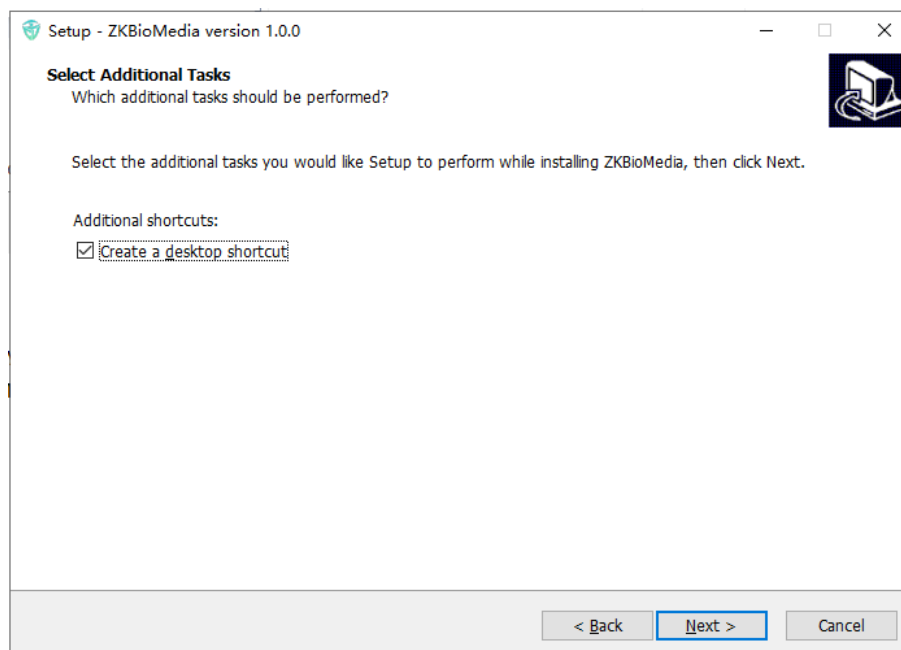 Setup - ZKBioMedia version 1.0.0
Select Additional Tasks
Which additional tasks should be performed?
Select the additional tasks you would like Setup to perform while installing ZKBioMedia, then click Next.
Additional shortcuts:
Create a desktop shortcut
< Back
Next >
Cancel